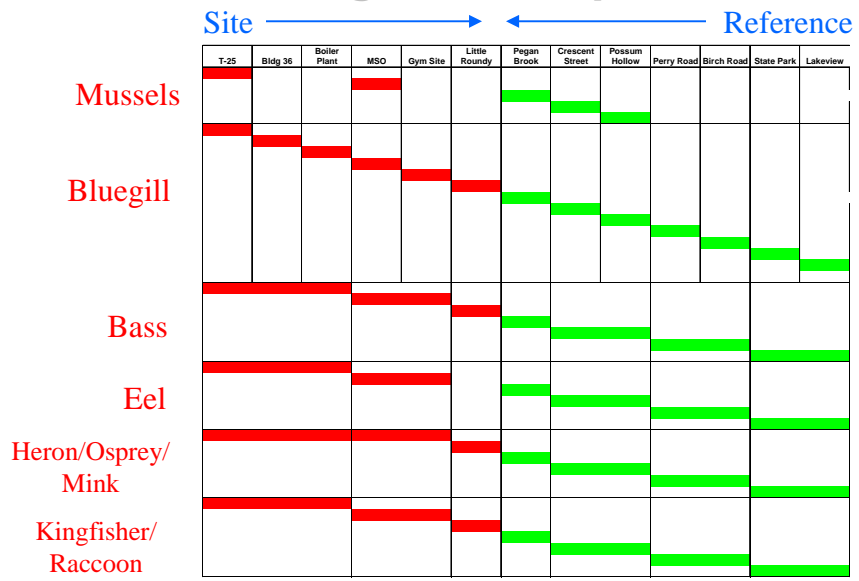 Site
Reference
T-25
Bldg 36
Boiler
Plant
MSO
Gym Site
Little
Roundy
Pegan
Brook
Crescent
Street
Possum
Hollow
Perry Road
Birch Road
State Park
Lakeview
Mussels
Bluegill
Bass
Eel
Heron/Osprey/
Mink
Kingfisher/
Raccoon